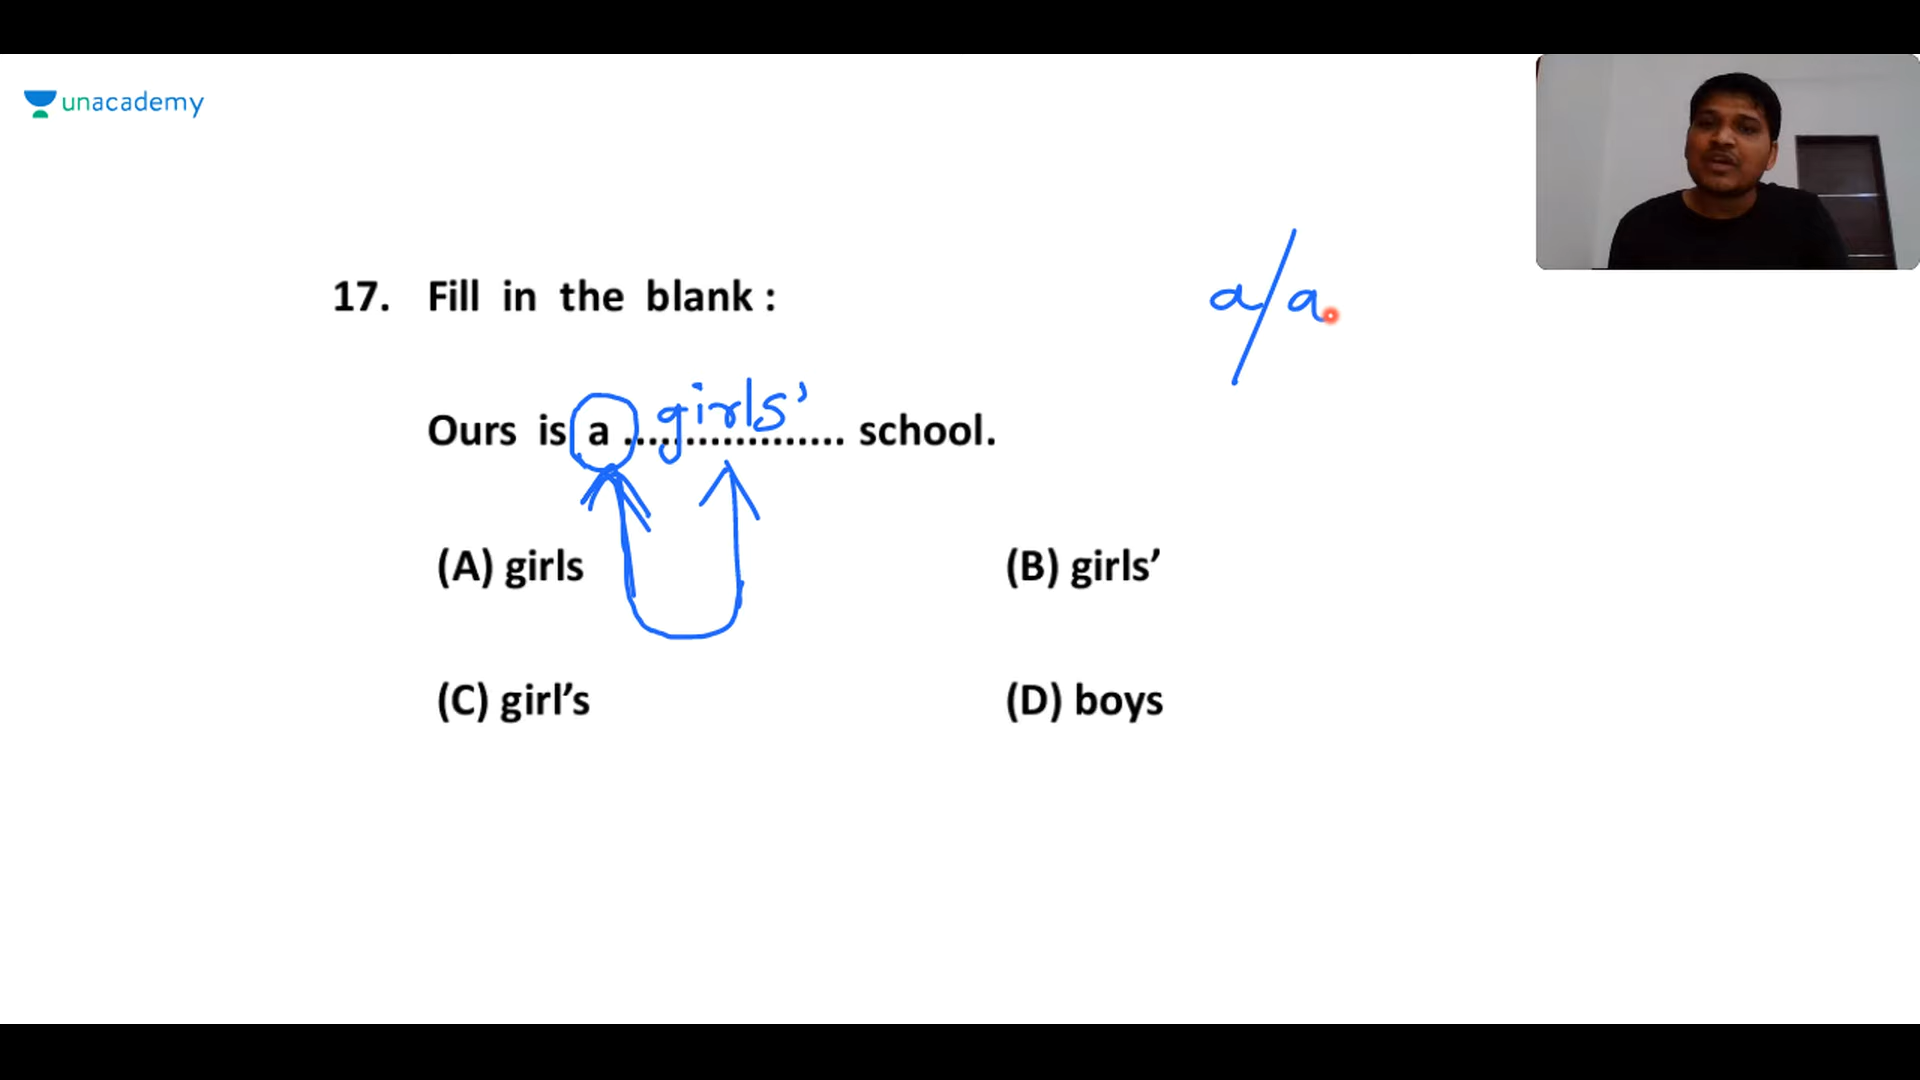 unacademy
17. Fill in the blank :
a/a
girls'
Ours is a .................. school.
(A) girls
(B) girls’
(C) girl’s
(D) boys